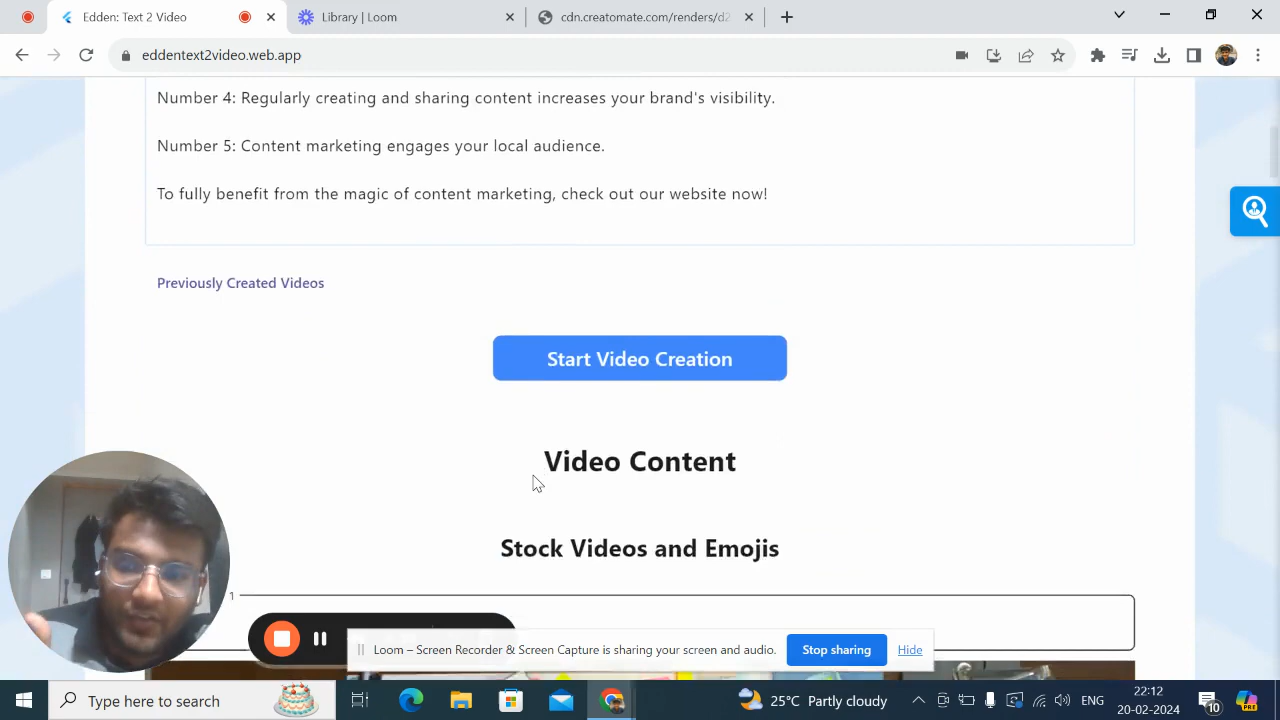 Edden: Text 2 Video
Library | Loom
cdn.creatomate.com/renders/d2
eddentext2video.web.app
Number 4: Regularly creating and sharing content increases your brand's visibility.
Number 5: Content marketing engages your local audience.
To fully benefit from the magic of content marketing, check out our website now!
Previously Created Videos
Start Video Creation
Video Content
Stock Videos and Emojis
1
Loom – Screen Recorder & Screen Capture is sharing your screen and audio.
Stop sharing
Hide
Type here to search
25°C Partly cloudy
ENG
22:12
20-02-2024
10
PRE